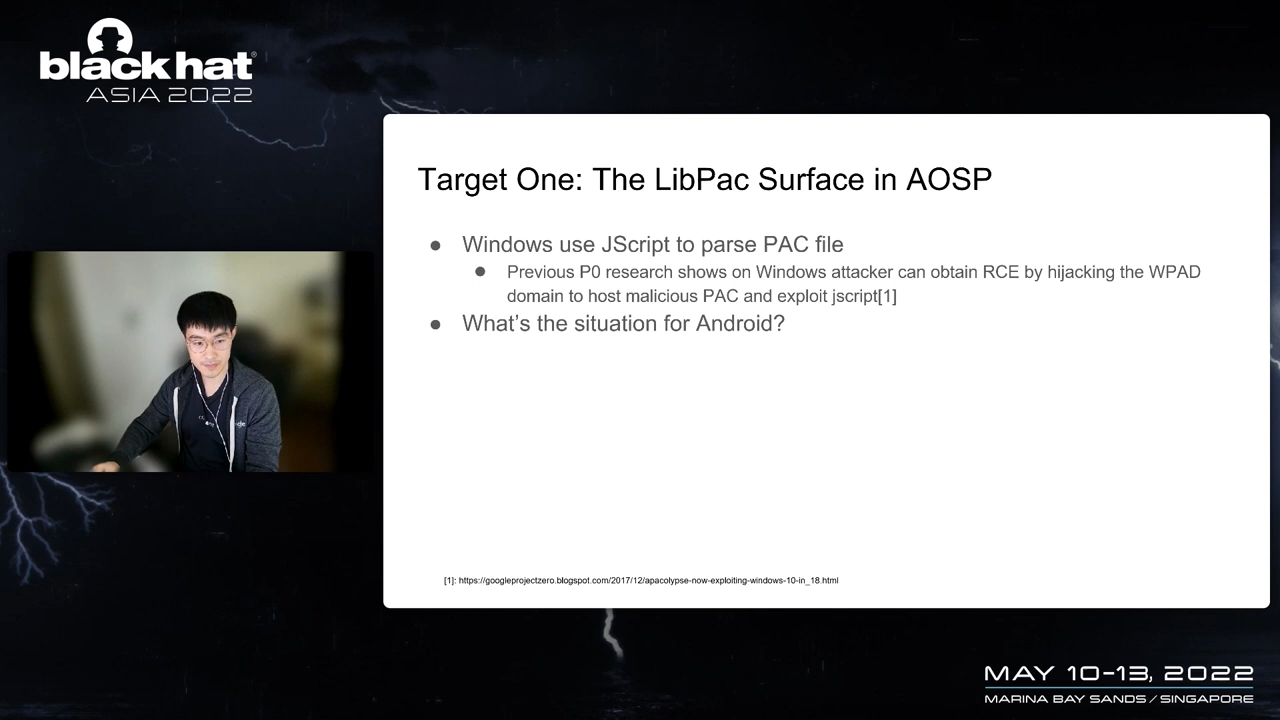 black hat®
ASIA 2022
Target One: The LibPac Surface in AOSP
● Windows use JScript to parse PAC file
● Previous P0 research shows on Windows attacker can obtain RCE by hijacking the WPAD
domain to host malicious PAC and exploit jscript[1]
● What’s the situation for Android?
[1]: https://googleprojectzero.blogspot.com/2017/12/apacolypse-now-exploiting-windows-10-in_18.html
MAY 10-13, 2022
MARINA BAY SANDS / SINGAPORE